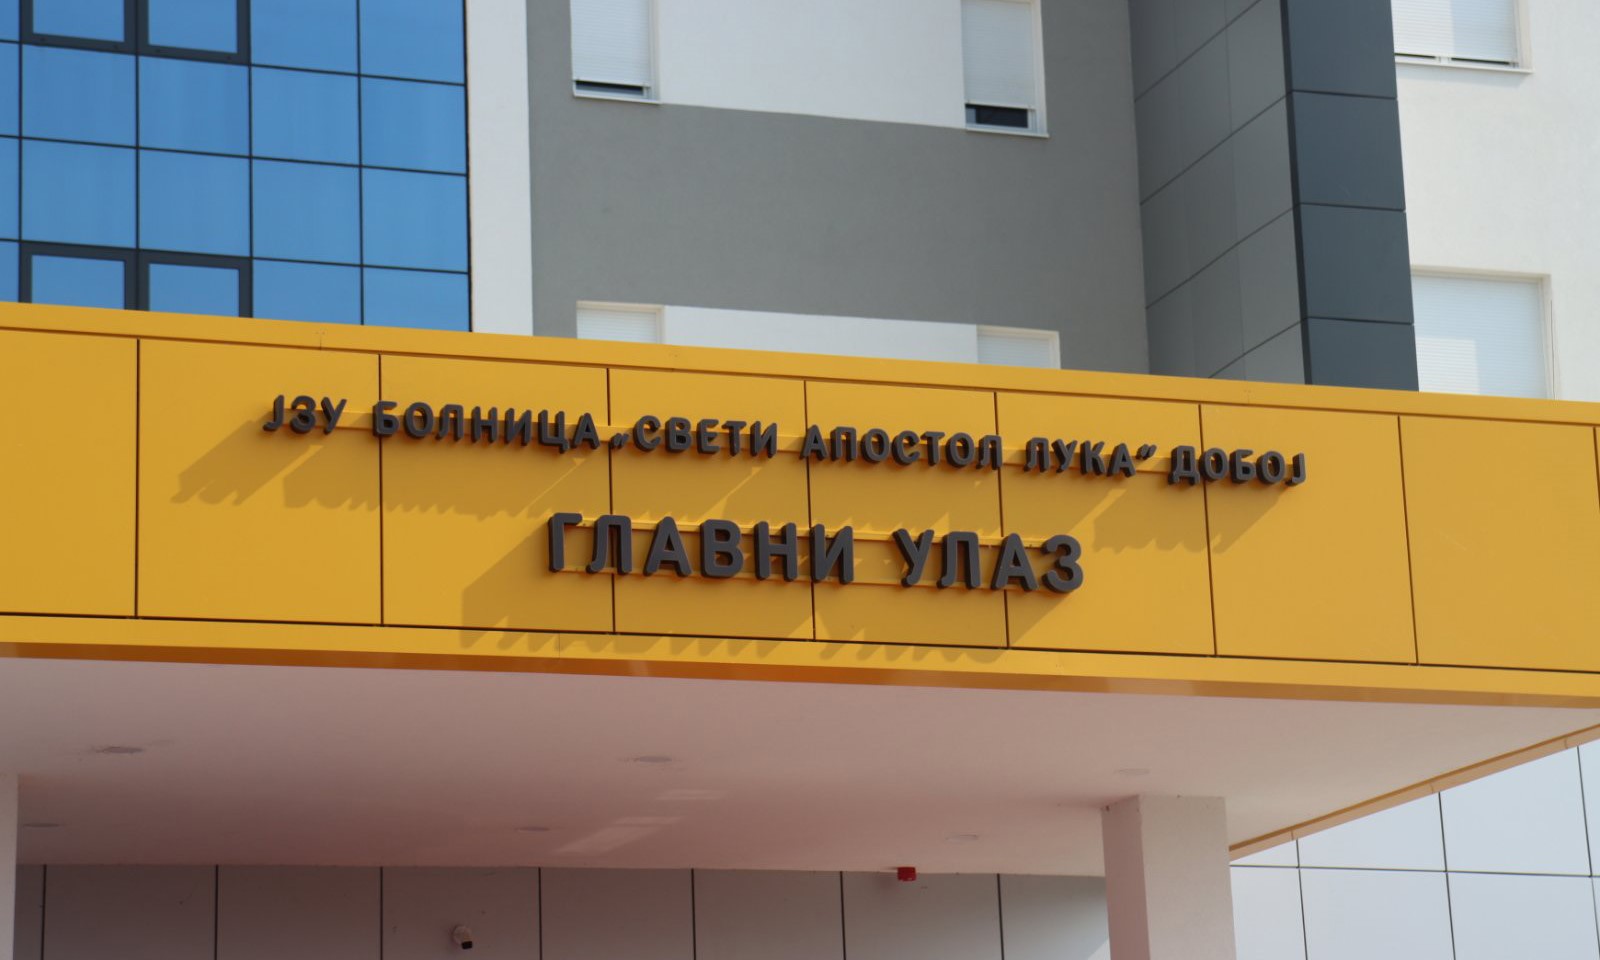 ЈЗУ БОЛНИЦА „СВЕТИ АПОСТОЛ ЛУКА“ ДОБОЈ
ГЛАВНИ УЛАЗ